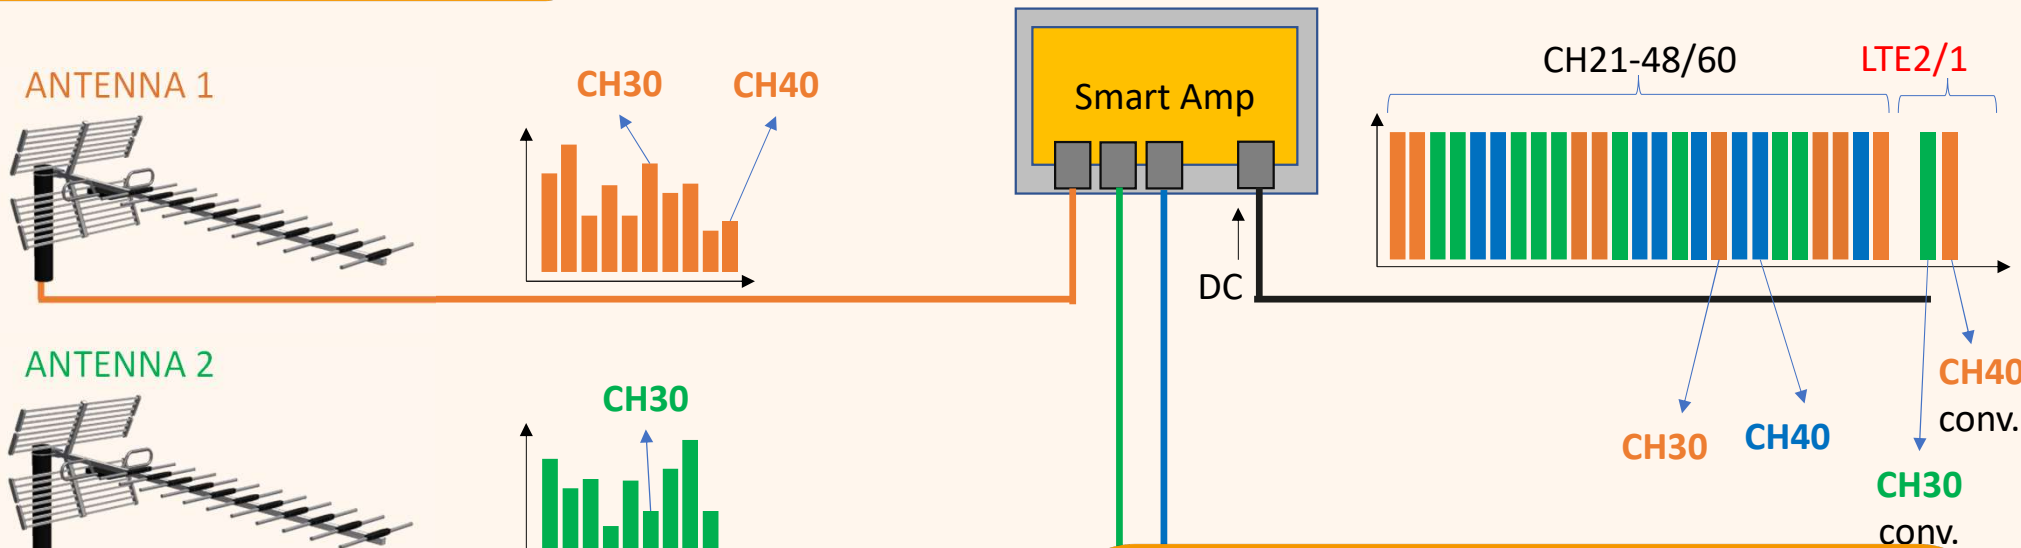 ANTENNA 1
CH30
CH40
Smart Amp
CH21-48/60
LTE2/1
DC
ANTENNA 2
CH30
CH30
CH40
CH40
conv.
CH30
conv.